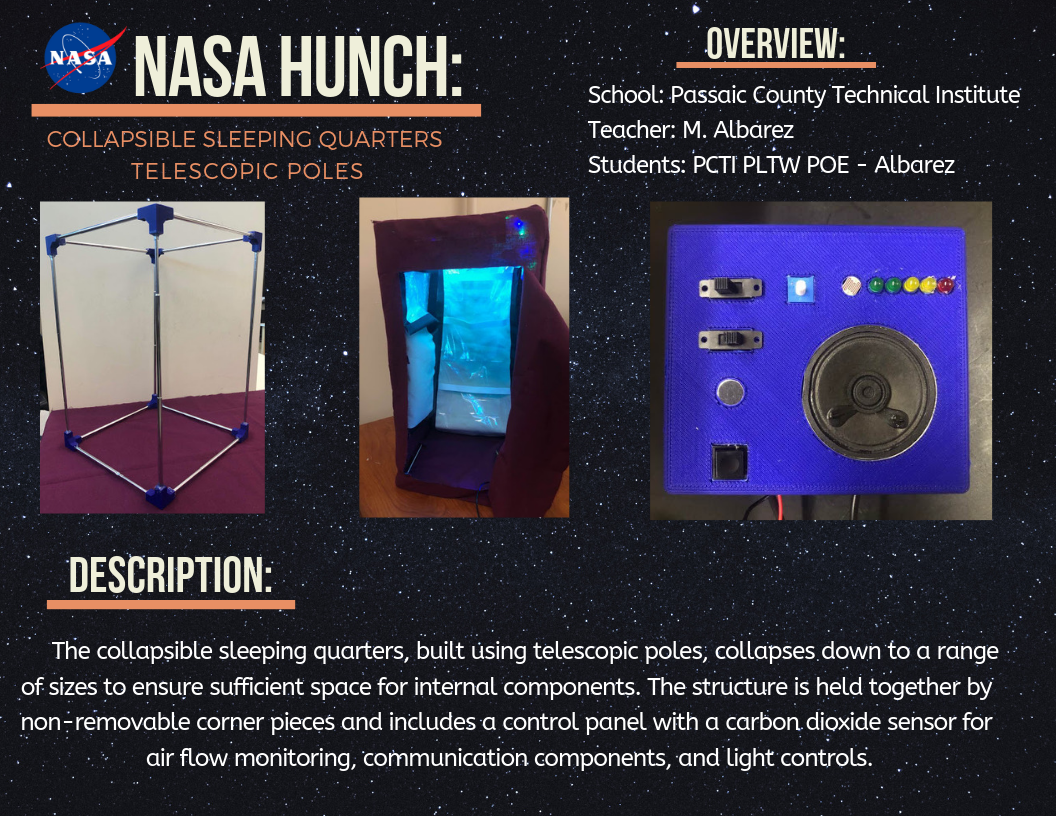 NASA
NASA HUNCH:
COLLAPSIBLE SLEEPING QUARTERS
TELESCOPIC POLES
OVERVIEW:
School: Passaic County Technical Institute
Teacher: M. Albarez
Students: PCTI PLTW POE - Albarez
DESCRIPTION:
The collapsible sleeping quarters, built using telescopic poles, collapses down to a range
of sizes to ensure sufficient space for internal components. The structure is held together by
non-removable corner pieces and includes a control panel with a carbon dioxide sensor for
air flow monitoring, communication components, and light controls.